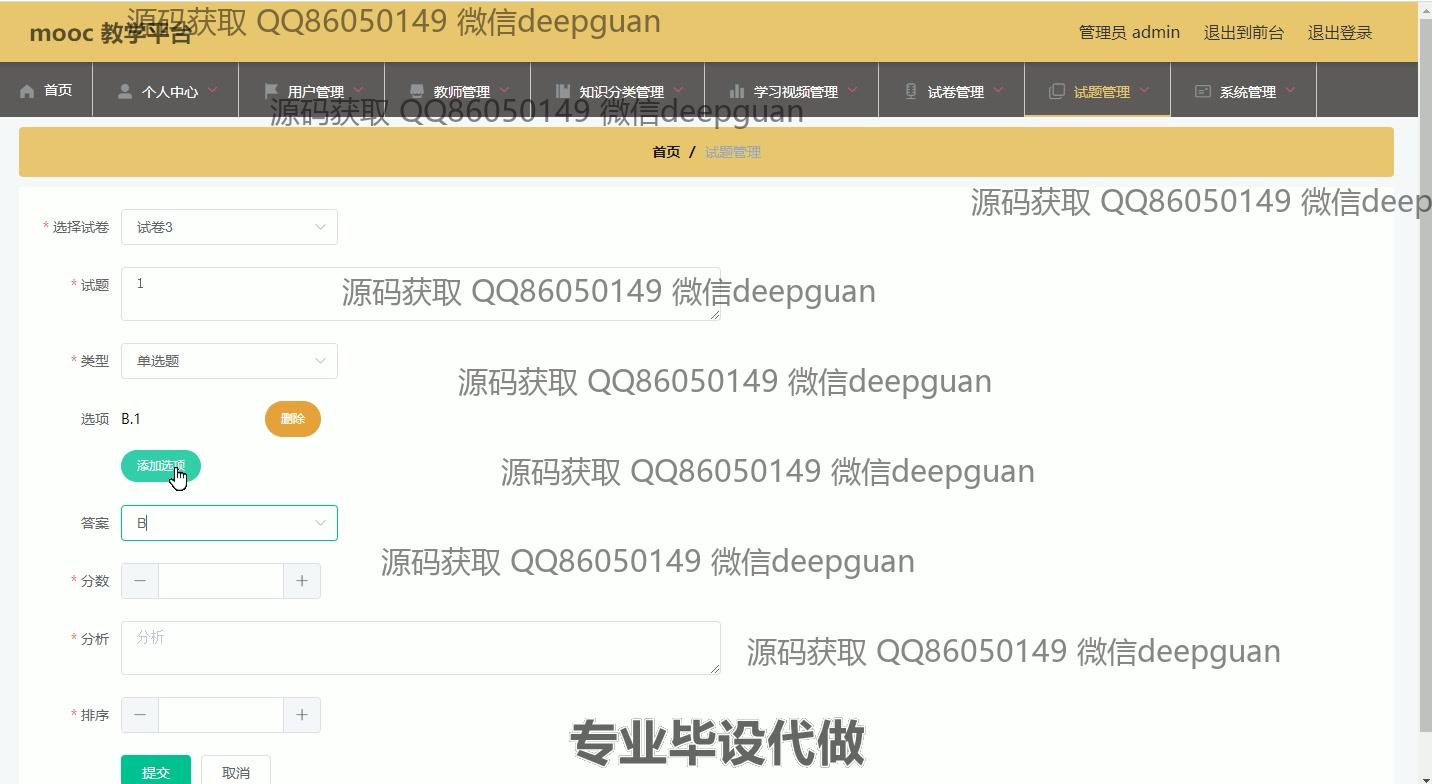 mooc 教学平台
源码获取 QQ86050149 微信deepguan
管理员 admin 退出到前台 退出登录
首页 个人中心 用户管理 教师管理 知识分类管理 学习视频管理 试卷管理 试题管理 系统管理
源码获取 QQ86050149 微信deepguan
首页 / 试题管理
源码获取 QQ86050149 微信deep
* 选择试卷 试卷3
* 试题 1
源码获取 QQ86050149 微信deepguan
* 类型 单选题
源码获取 QQ86050149 微信deepguan
选项 B.1 删除
添加选项
源码获取 QQ86050149 微信deepguan
答案 B
源码获取 QQ86050149 微信deepguan
* 分数 − +
* 分析 分析
源码获取 QQ86050149 微信deepguan
* 排序 − +
专业毕设代做
提交 取消